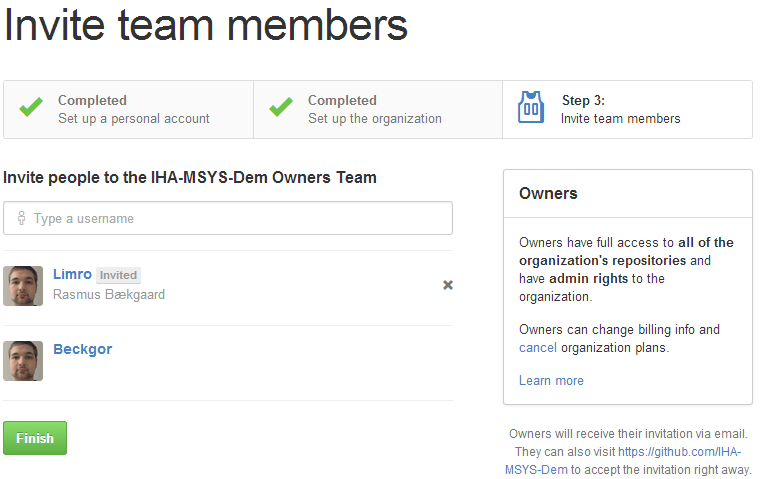 Invite team members
Completed
Set up a personal account
Completed
Set up the organization
Step 3:
Invite team members
Invite people to the IHA-MSYS-Dem Owners Team
Type a username
Limro Invited
Rasmus Bækgaard
Beckgor
Finish
Owners
Owners have full access to all of the
organization's repositories and
have admin rights to the
organization.
Owners can change billing info and
cancel organization plans.
Learn more
Owners will receive their invitation via email.
They can also visit https://github.com/IHA-
MSYS-Dem to accept the invitation right away.